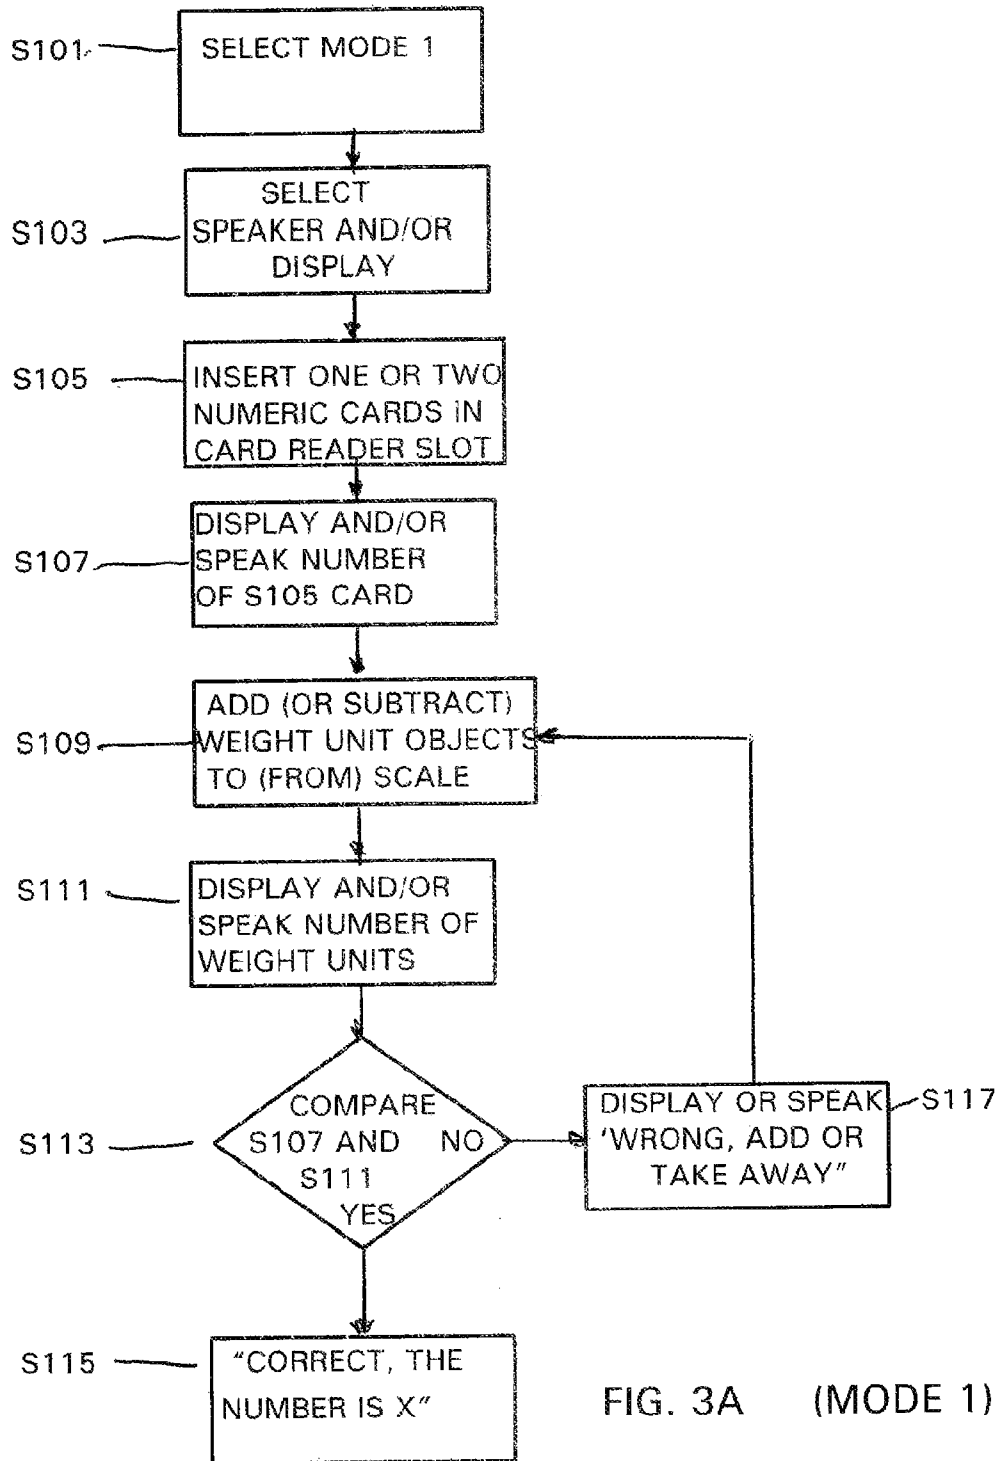 S101
SELECT MODE 1
S103
SELECT
SPEAKER AND/OR
DISPLAY
S105
INSERT ONE OR TWO
NUMERIC CARDS IN
CARD READER SLOT
S107
DISPLAY AND/OR
SPEAK NUMBER
OF S105 CARD
S109
ADD (OR SUBTRACT)
WEIGHT UNIT OBJECTS
TO (FROM) SCALE
S111
DISPLAY AND/OR
SPEAK NUMBER OF
WEIGHT UNITS
S113
COMPARE
S107 AND NO
S111
YES
S117
DISPLAY OR SPEAK
'WRONG, ADD OR
TAKE AWAY"
S115
"CORRECT, THE
NUMBER IS X"
FIG. 3A (MODE 1)